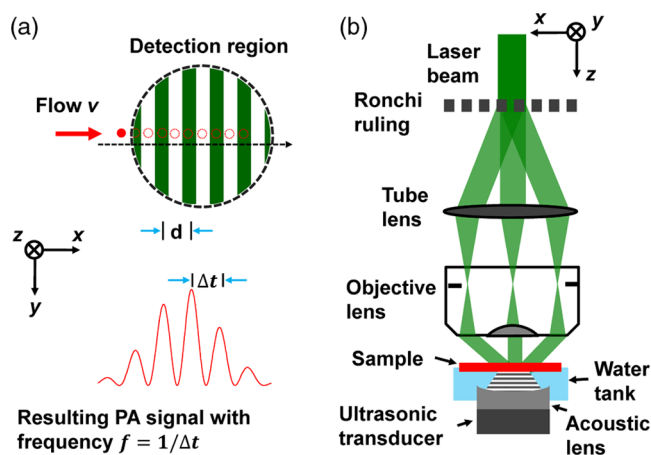 (a)
Detection region
Flow v
d
z
x
y
Δt
Resulting PA signal with
frequency f = 1/Δt
(b)
x
y
z
Laser
beam
Ronchi
ruling
Tube
lens
Objective
lens
Sample
Water
tank
Ultrasonic
transducer
Acoustic
lens